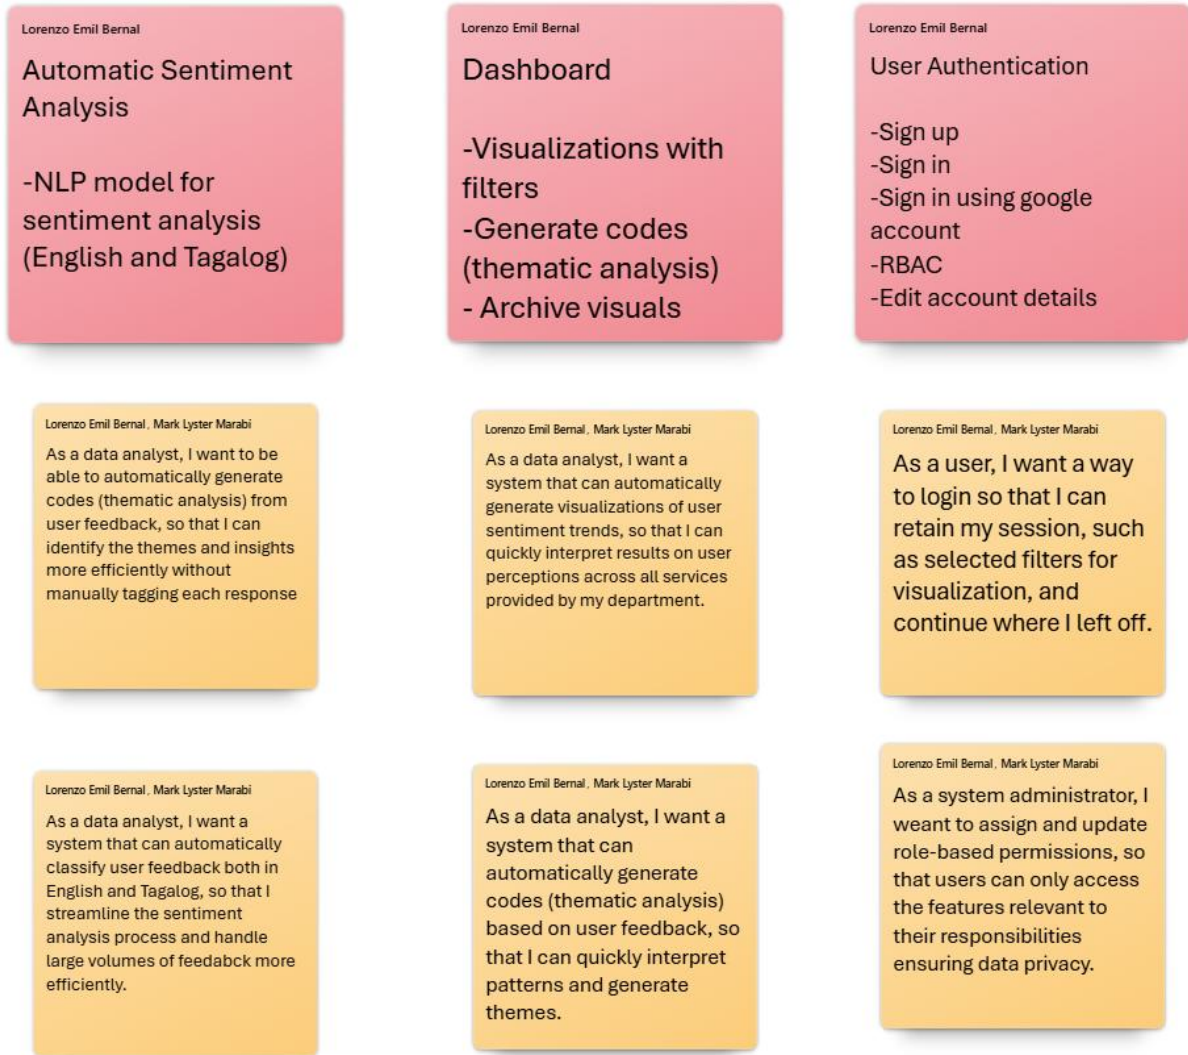 Lorenzo Emil Bernal
Automatic Sentiment
Analysis
-NLP model for
sentiment analysis
(English and Tagalog)
Lorenzo Emil Bernal
Dashboard
-Visualizations with
filters
-Generate codes
(thematic analysis)
- Archive visuals
Lorenzo Emil Bernal
User Authentication
-Sign up
-Sign in
-Sign in using google
account
-RBAC
-Edit account details
Lorenzo Emil Bernal, Mark Lyster Marabi
As a data analyst, I want to be
able to automatically generate
codes (thematic analysis) from
user feedback, so that I can
identify the themes and insights
more efficiently without
manually tagging each response
Lorenzo Emil Bernal, Mark Lyster Marabi
As a data analyst, I want a
system that can automatically
generate visualizations of user
sentiment trends, so that I can
quickly interpret results on user
perceptions across all services
provided by my department.
Lorenzo Emil Bernal, Mark Lyster Marabi
As a user, I want a way
to login so that I can
retain my session, such
as selected filters for
visualization, and
continue where I left off.
Lorenzo Emil Bernal, Mark Lyster Marabi
As a data analyst, I want a
system that can automatically
classify user feedback both in
English and Tagalog, so that I
streamline the sentiment
analysis process and handle
large volumes of feedabck more
efficiently.
Lorenzo Emil Bernal, Mark Lyster Marabi
As a data analyst, I want a
system that can
automatically generate
codes (thematic analysis)
based on user feedback, so
that I can quickly interpret
patterns and generate
themes.
Lorenzo Emil Bernal, Mark Lyster Marabi
As a system administrator, I
weant to assign and update
role-based permissions, so
that users can only access
the features relevant to
their responsibilities
ensuring data privacy.